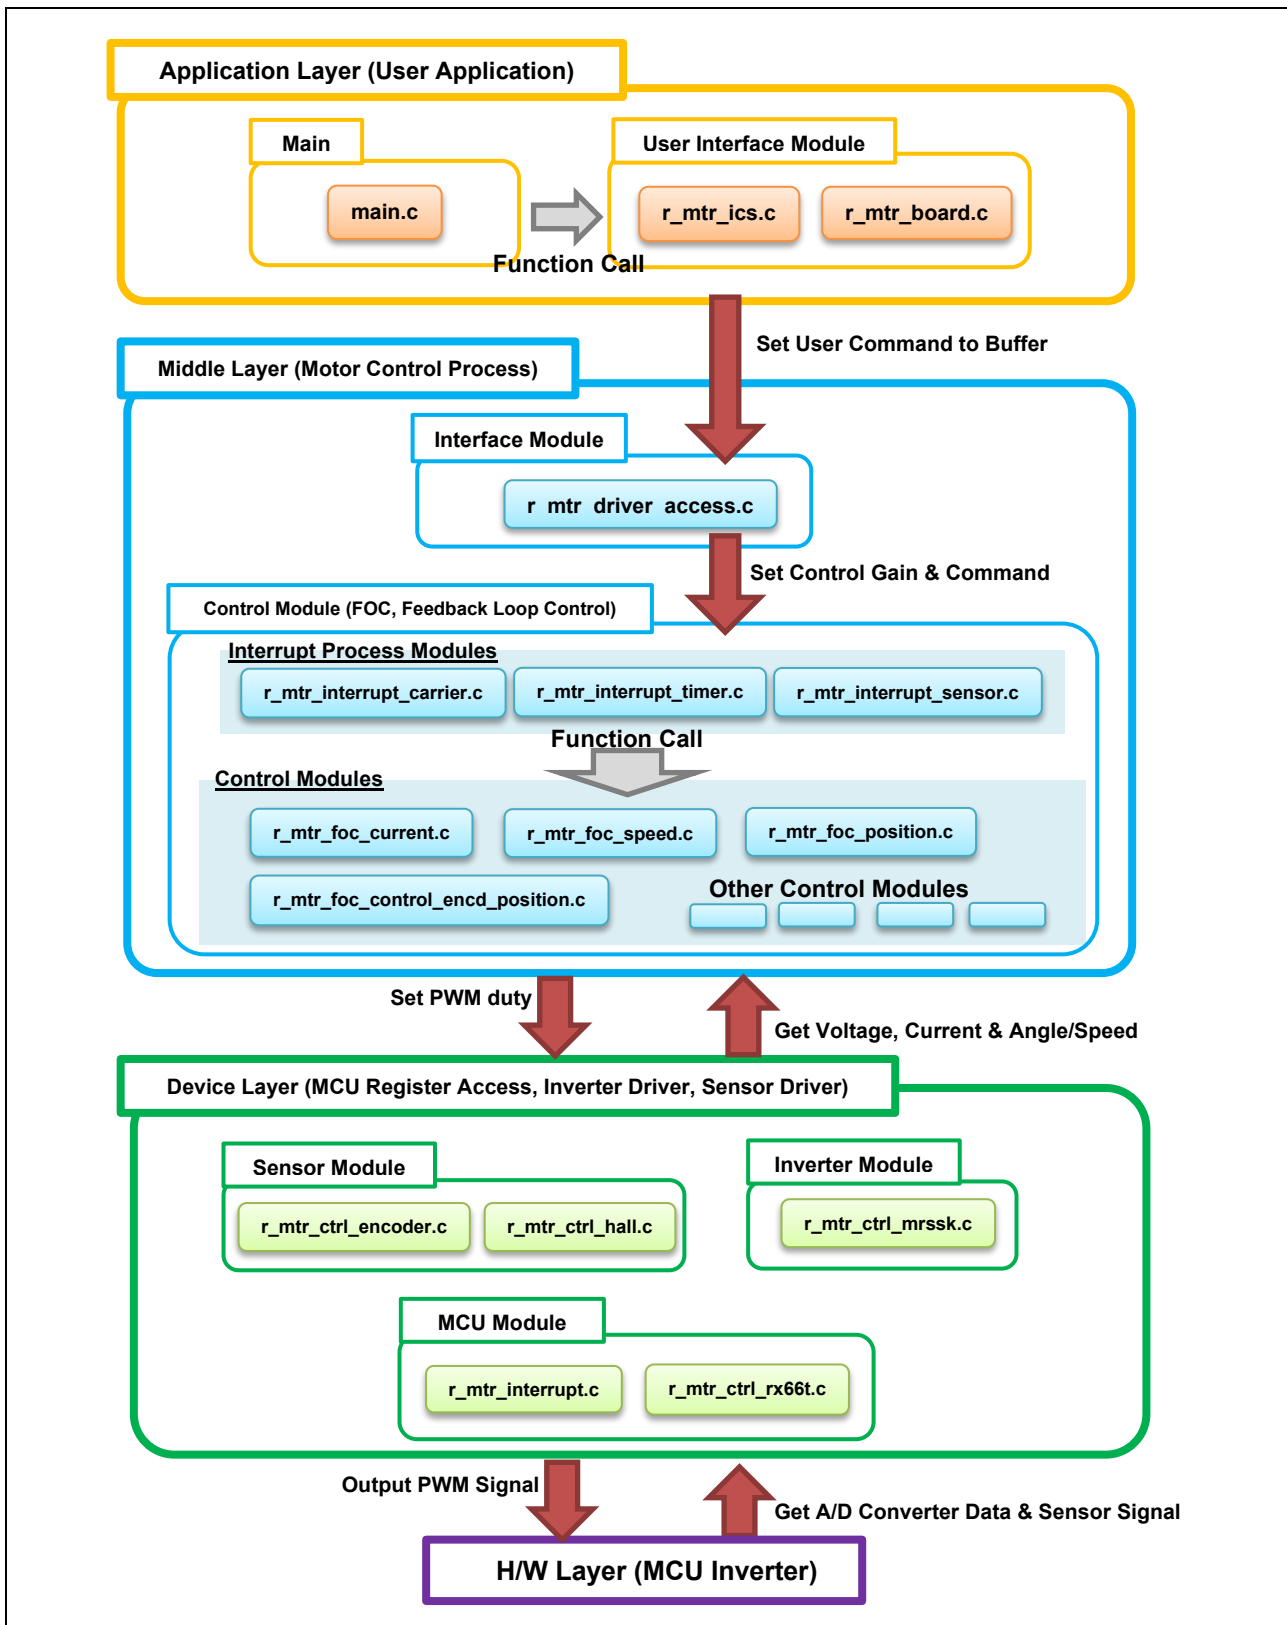 Application Layer (User Application)
Main
User Interface Module
main.c
r_mtr_ics.c
r_mtr_board.c
Function Call
Set User Command to Buffer
Middle Layer (Motor Control Process)
Interface Module
r_mtr_driver_access.c
Set Control Gain & Command
Control Module (FOC, Feedback Loop Control)
Interrupt Process Modules
r_mtr_interrupt_carrier.c
r_mtr_interrupt_timer.c
r_mtr_interrupt_sensor.c
Function Call
Control Modules
r_mtr_foc_current.c
r_mtr_foc_speed.c
r_mtr_foc_position.c
r_mtr_foc_control_encd_position.c
Other Control Modules
Set PWM duty
Get Voltage, Current & Angle/Speed
Device Layer (MCU Register Access, Inverter Driver, Sensor Driver)
Sensor Module
Inverter Module
r_mtr_ctrl_encoder.c
r_mtr_ctrl_hall.c
r_mtr_ctrl_mrssk.c
MCU Module
r_mtr_interrupt.c
r_mtr_ctrl_rx66t.c
Output PWM Signal
Get A/D Converter Data & Sensor Signal
H/W Layer (MCU Inverter)